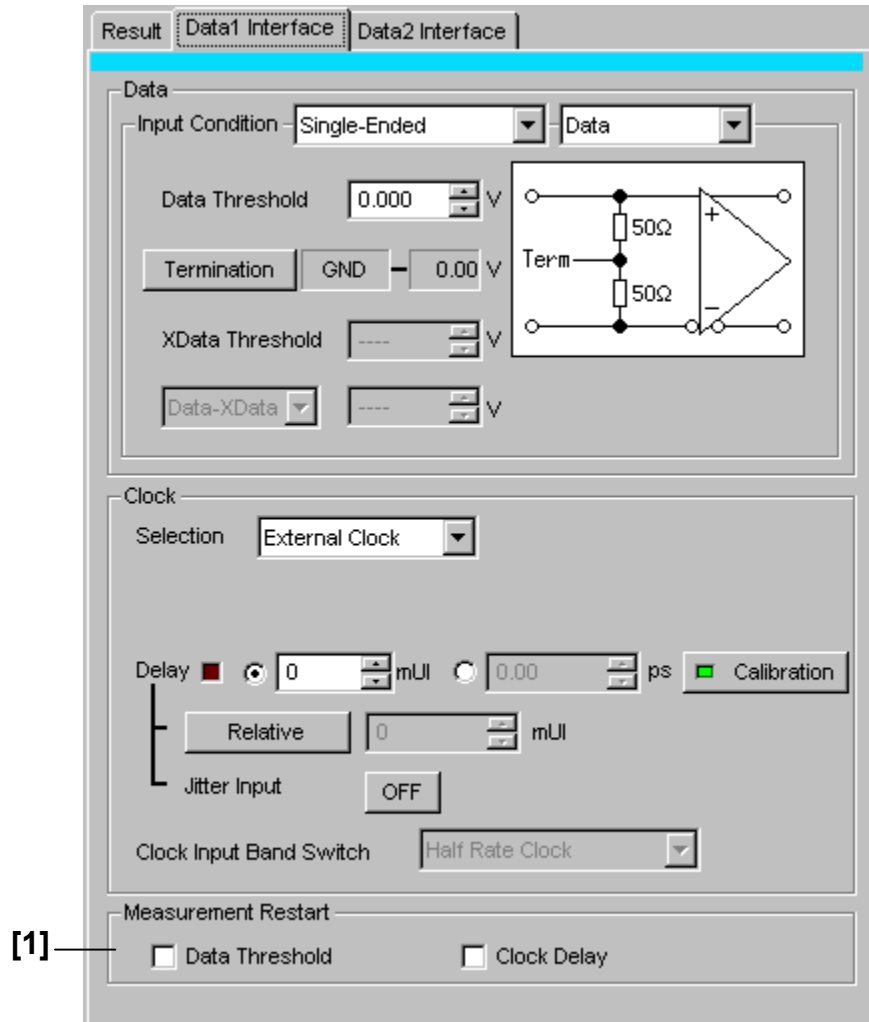 Result Data1 Interface Data2 Interface
Data
Input Condition Single-Ended Data
Data Threshold 0.000 V
Termination GND 0.00 V
XData Threshold ---- V
Data-XData ---- V
+
50Ω
Term
50Ω
−
Clock
Selection External Clock
Delay 0 mUI 0.00 ps Calibration
Relative 0 mUI
Jitter Input OFF
Clock Input Band Switch Half Rate Clock
Measurement Restart
[1] Data Threshold Clock Delay